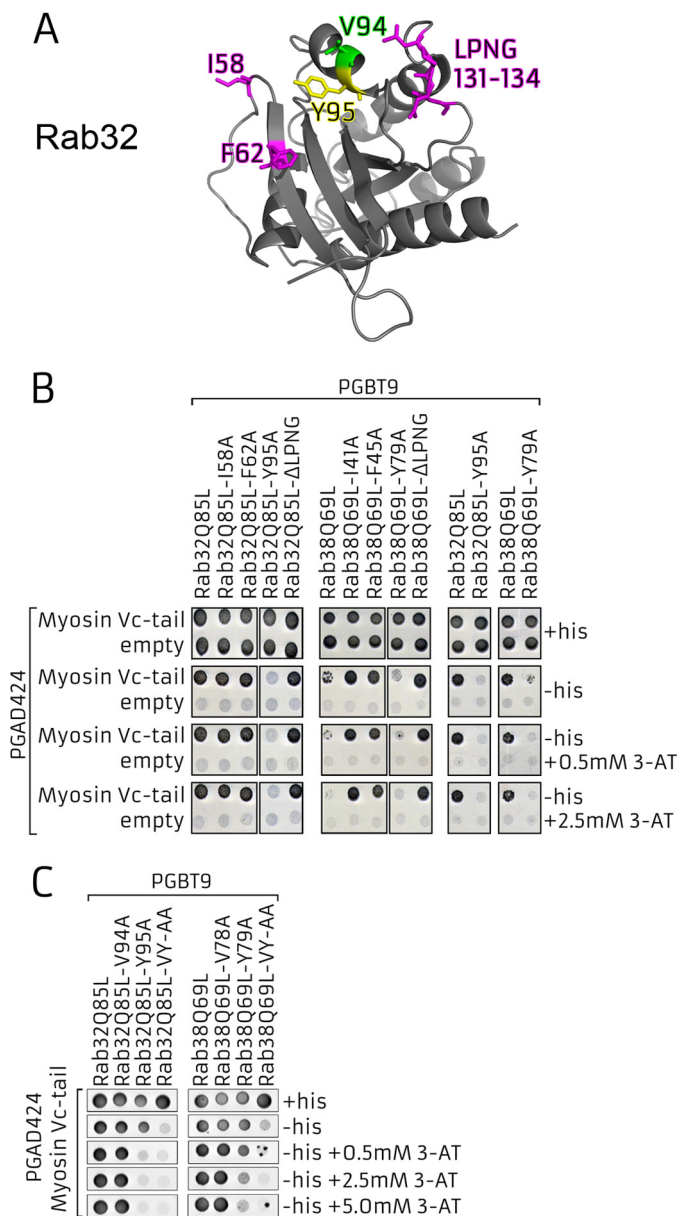 A
V94
I58
LPNG
131-134
Y95
Rab32
F62
B
PGBT9
Rab32Q85L
Rab32Q85L-I58A
Rab32Q85L-F62A
Rab32Q85L-Y95A
Rab32Q85L-ΔLPNG
Rab38Q69L
Rab38Q69L-I41A
Rab38Q69L-F45A
Rab38Q69L-Y79A
Rab38Q69L-ΔLPNG
Rab32Q85L
Rab32Q85L-Y95A
Rab38Q69L
Rab38Q69L-Y79A
PGAD424
Myosin Vc-tail
empty
+his
Myosin Vc-tail
empty
-his
Myosin Vc-tail
empty
-his
+0.5mM 3-AT
Myosin Vc-tail
empty
-his
+2.5mM 3-AT
C
PGBT9
Rab32Q85L
Rab32Q85L-V94A
Rab32Q85L-Y95A
Rab32Q85L-VY-AA
Rab38Q69L
Rab38Q69L-V78A
Rab38Q69L-Y79A
Rab38Q69L-VY-AA
PGAD424
Myosin Vc-tail
+his
-his
-his +0.5mM 3-AT
-his +2.5mM 3-AT
-his +5.0mM 3-AT